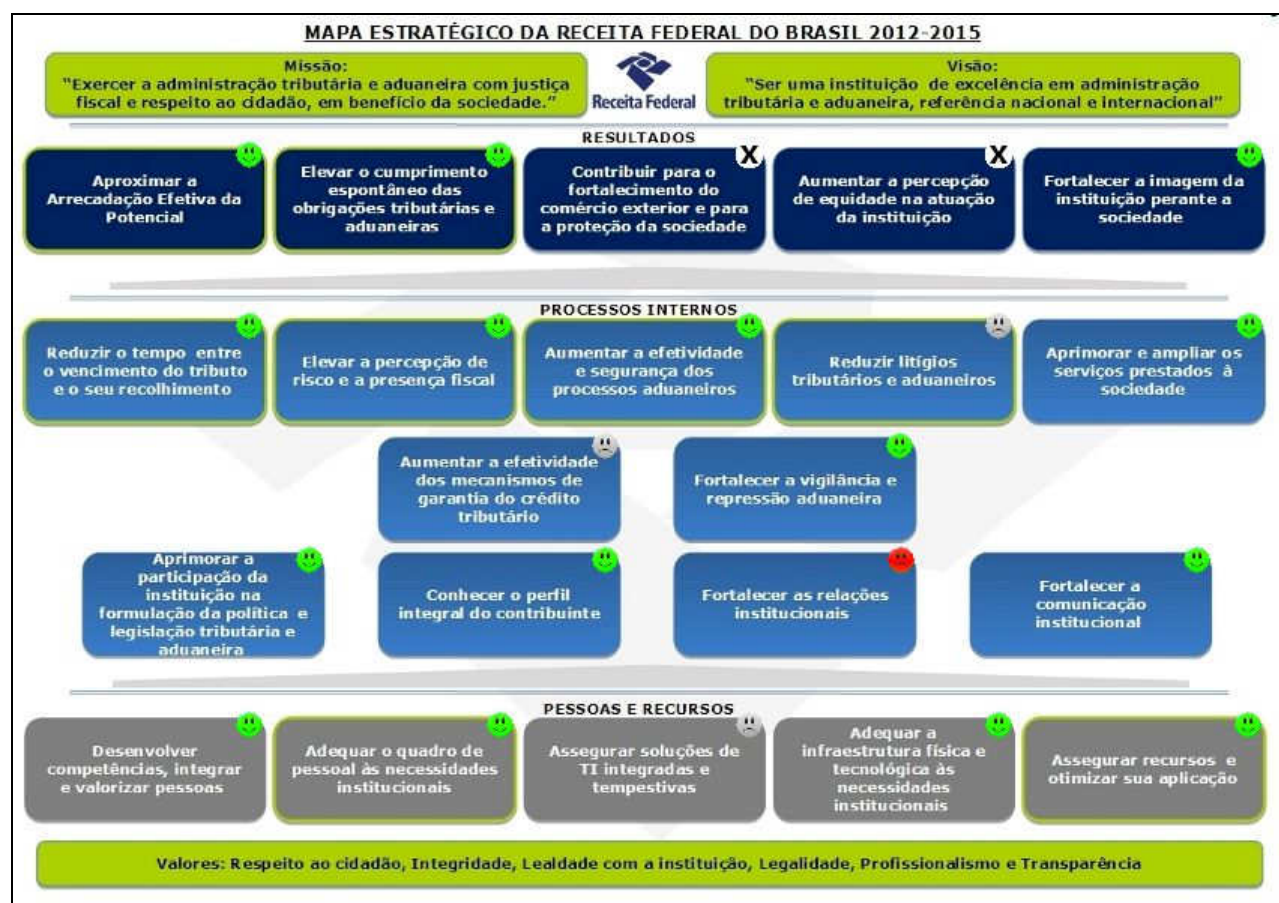 MAPA ESTRATÉGICO DA RECEITA FEDERAL DO BRASIL 2012-2015
Missão:
“Exercer a administração tributária e aduaneira com justiça
fiscal e respeito ao cidadão, em benefício da sociedade.”
Receita Federal
Visão:
“Ser uma instituição de excelência em administração
tributária e aduaneira, referência nacional e internacional”
RESULTADOS
Aproximar a
Arrecadação Efetiva da
Potencial
Elevar o cumprimento
espontâneo das
obrigações tributárias e
aduaneiras
X
Contribuir para o
fortalecimento do
comércio exterior e para
a proteção da sociedade
X
Aumentar a percepção
de equidade na atuação
da instituição
Fortalecer a imagem da
instituição perante a
sociedade
PROCESSOS INTERNOS
Reduzir o tempo entre
o vencimento do tributo
e o seu recolhimento
Elevar a percepção de
risco e a presença fiscal
Aumentar a efetividade
e segurança dos
processos aduaneiros
Reduzir litígios
tributários e aduaneiros
Aprimorar e ampliar os
serviços prestados à
sociedade
Aumentar a efetividade
dos mecanismos de
garantia do crédito
tributário
Fortalecer a vigilância e
repressão aduaneira
Aprimorar a
participação da
instituição na
formulação da política e
legislação tributária e
aduaneira
Conhecer o perfil
integral do contribuinte
Fortalecer as relações
institucionais
Fortalecer a
comunicação
institucional
PESSOAS E RECURSOS
Desenvolver
competências, integrar
e valorizar pessoas
Adequar o quadro de
pessoal às necessidades
institucionais
Assegurar soluções de
TI integradas e
tempestivas
Adequar a
infraestrutura física e
tecnológica às
necessidades
institucionais
Assegurar recursos e
otimizar sua aplicação
Valores: Respeito ao cidadão, Integridade, Lealdade com a instituição, Legalidade, Profissionalismo e Transparência